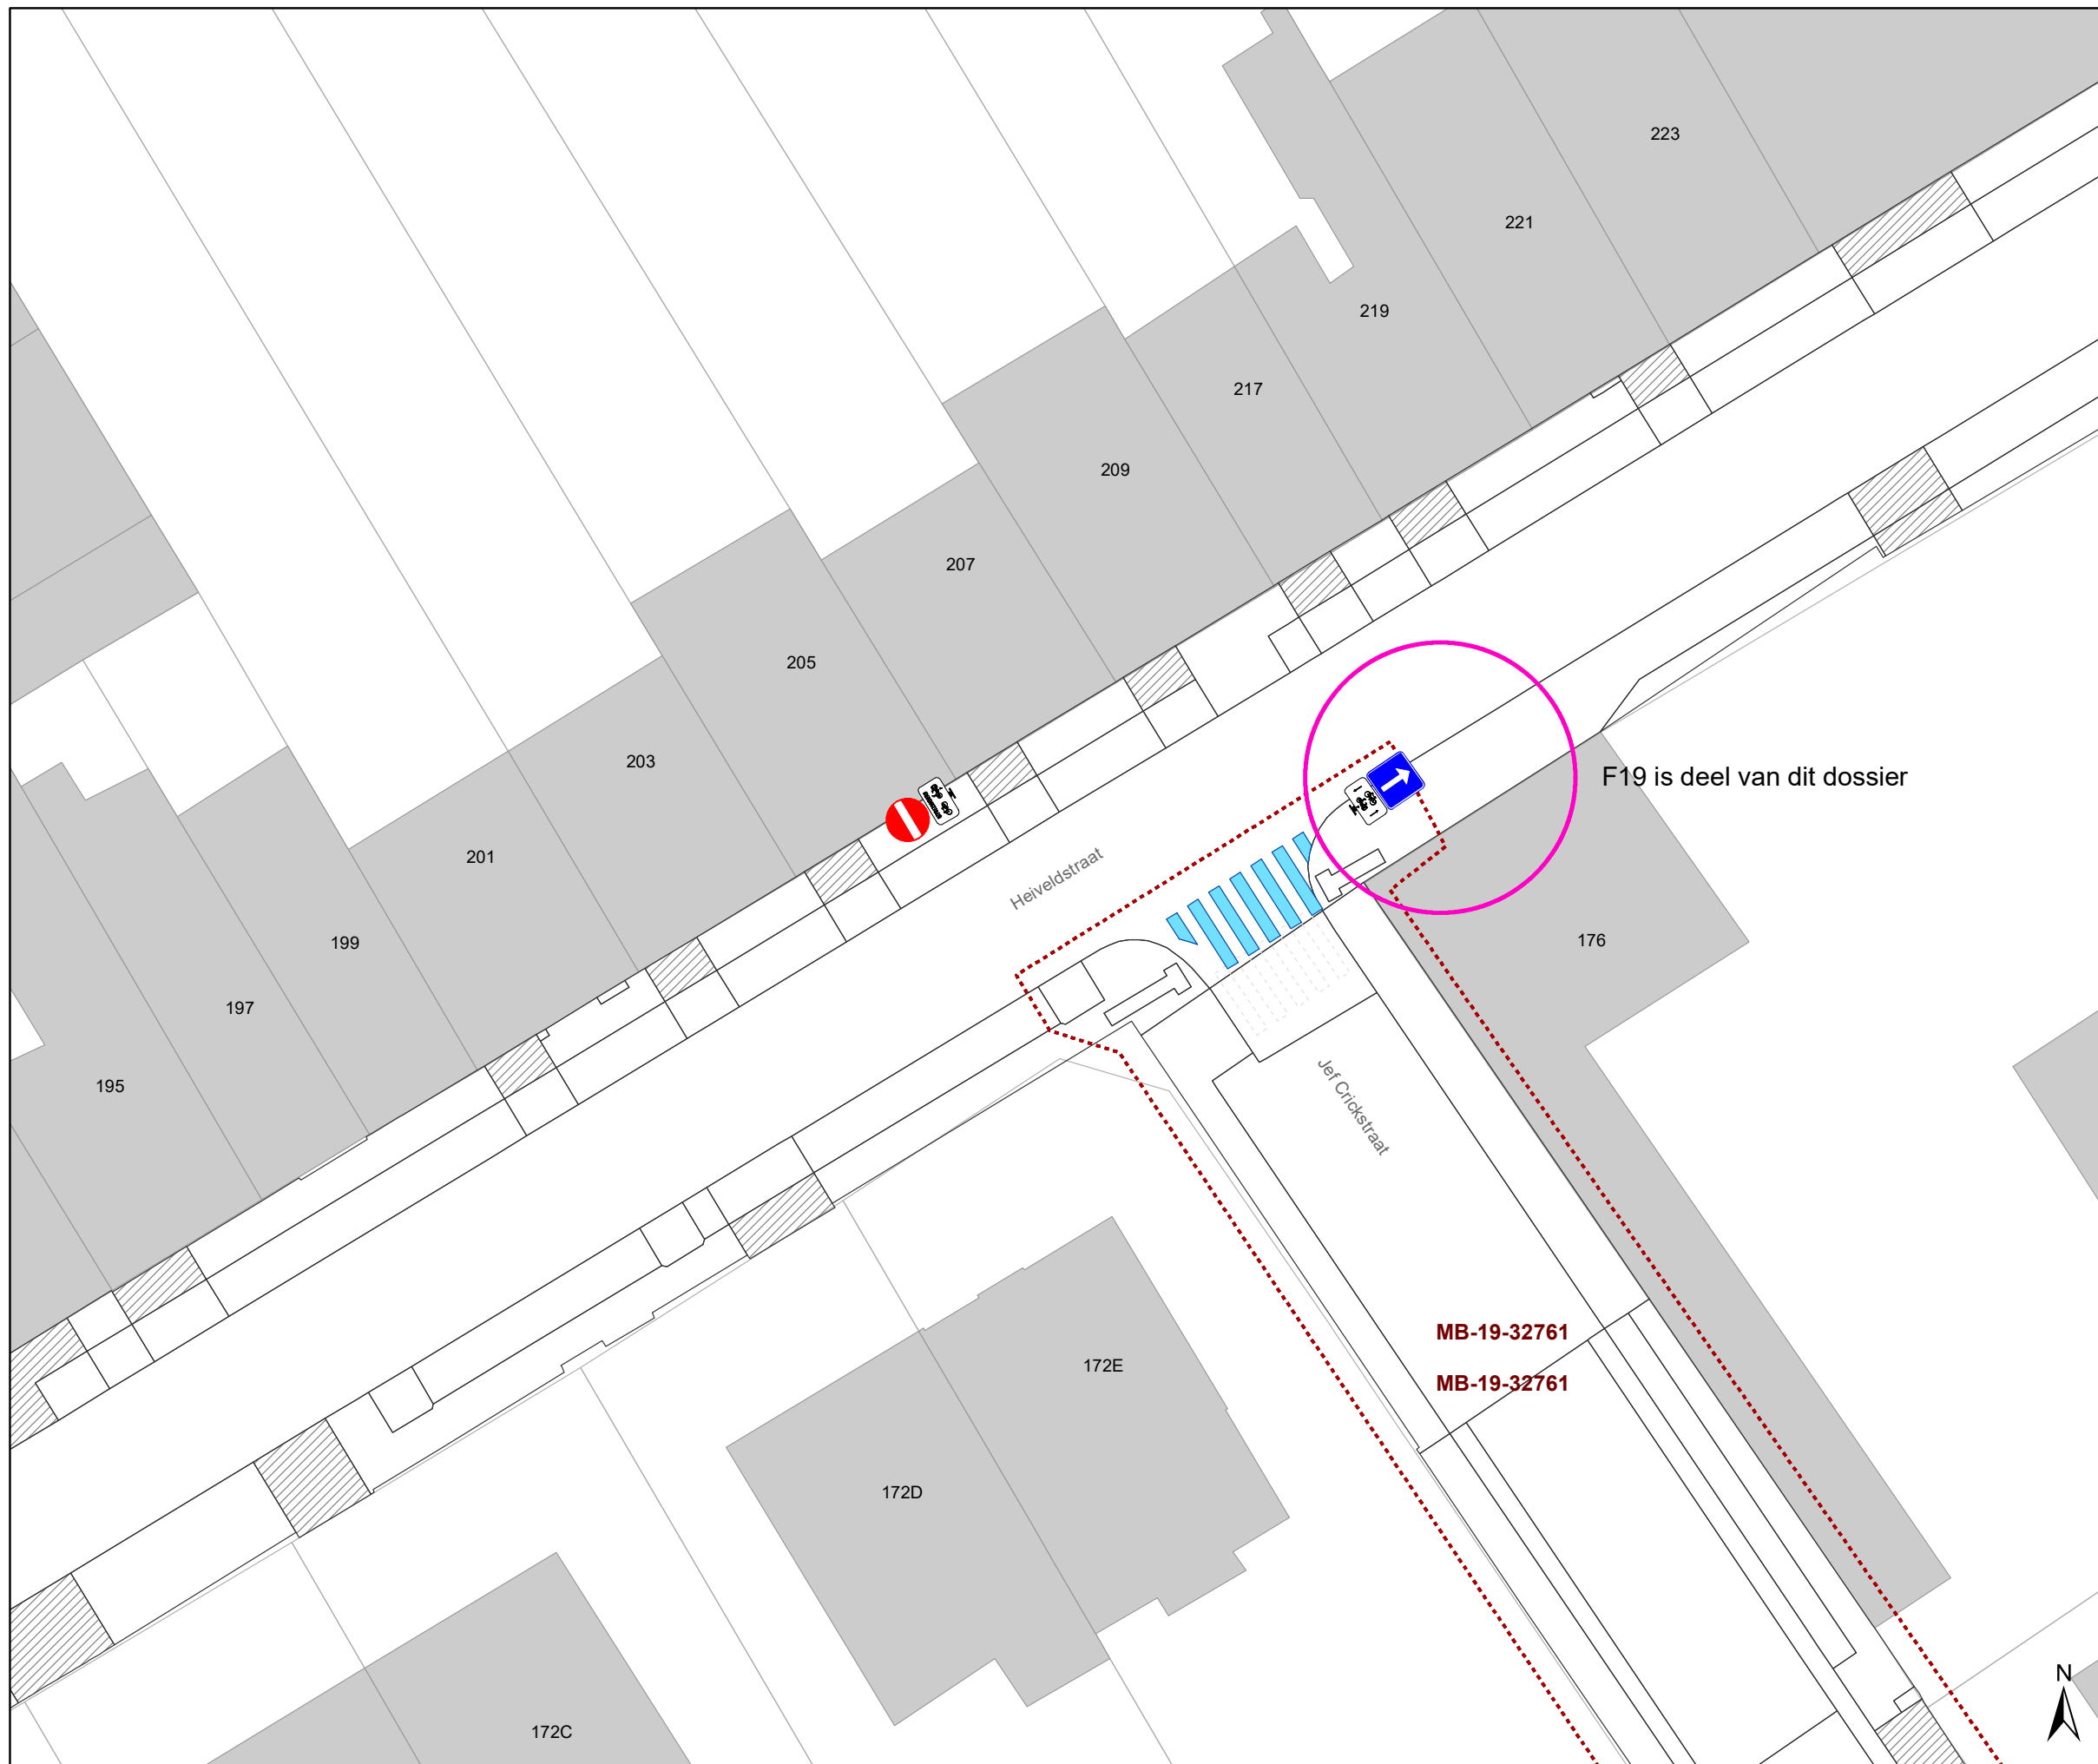 223
221
219
217
209
207
205
203
201
199
197
195
F19 is deel van dit dossier
Heiveldstraat
176
Jef Crickstraat
MB-19-32761
MB-19-32761
172E
172D
172C
N